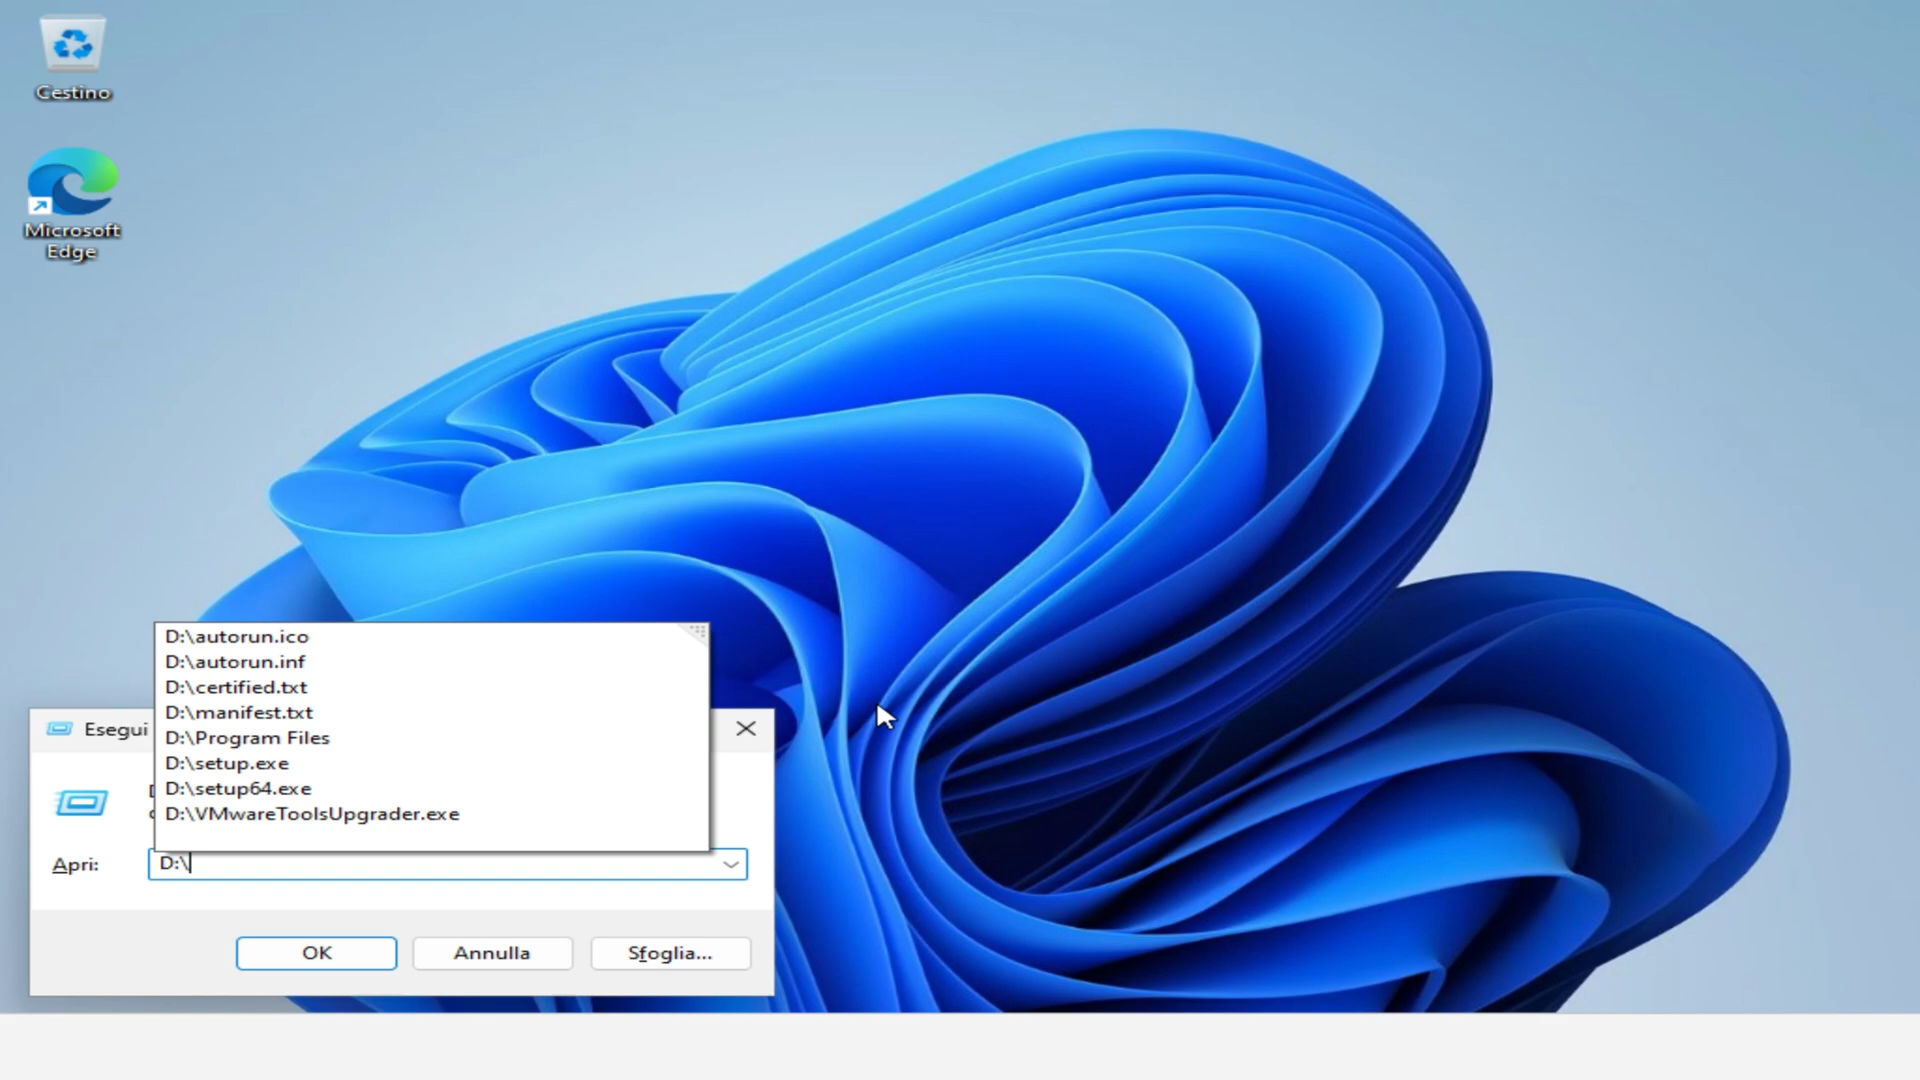 Cestino
Microsoft
Edge
D:\autorun.ico
D:\autorun.inf
D:\certified.txt
D:\manifest.txt
D:\Program Files
D:\setup.exe
D:\setup64.exe
D:\VMwareToolsUpgrader.exe
Esegui
Apri:
D:\
OK
Annulla
Sfoglia...